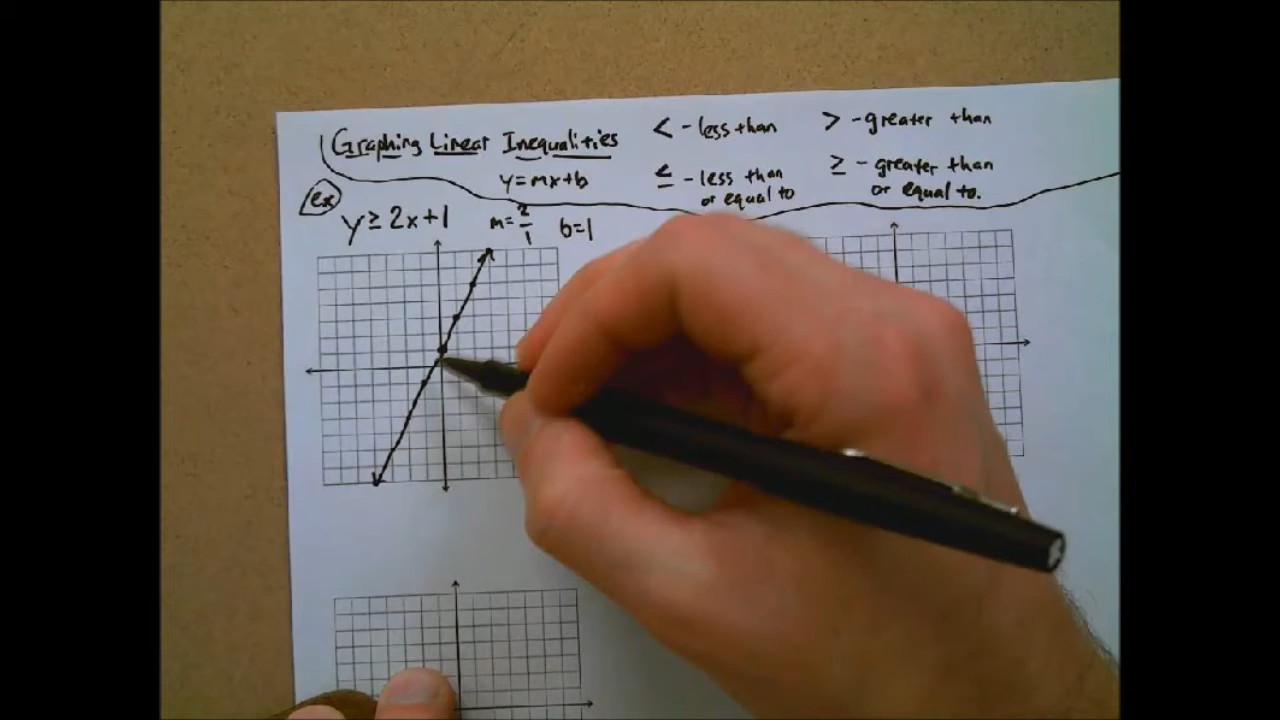 Graphing Linear Inequalities
y=mx+b
< - less than
> - greater than
≤ - less than
or equal to
≥ - greater than
or equal to.
ex
y ≥ 2x+1
m=2/1
b=1